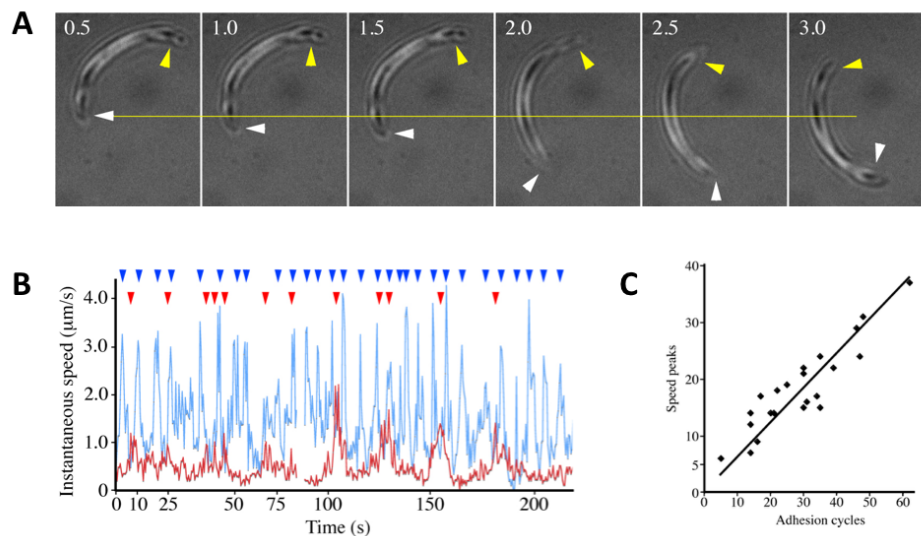 A
0.5 1.0 1.5 2.0 2.5 3.0
B
Instantaneous speed (µm/s)
4.0
3.0
2.0
1.0
0
0 10 25 50 75 100 150 200
Time (s)
C
Speed peaks
40
30
20
10
5
0
0 10 20 30 40 50 60
Adhesion cycles